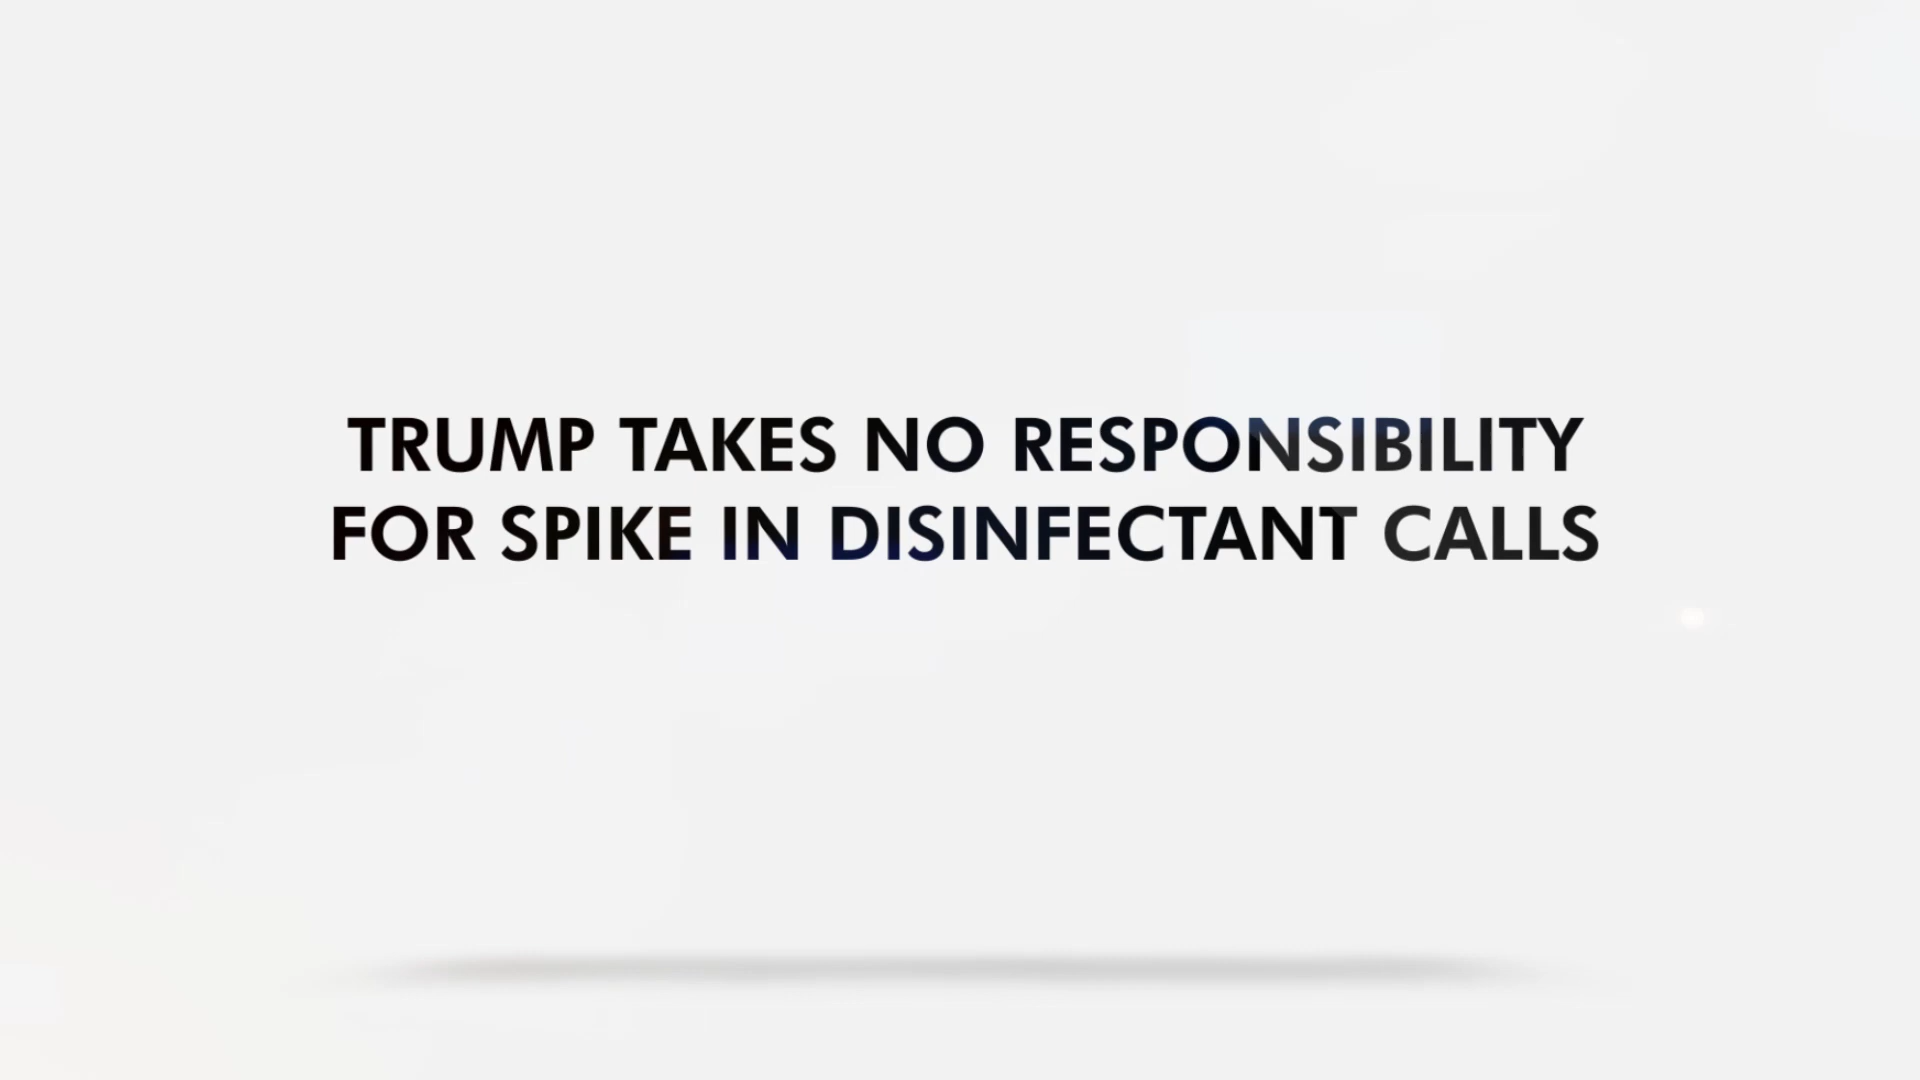 TRUMP TAKES NO RESPONSIBILITY
FOR SPIKE IN DISINFECTANT CALLS